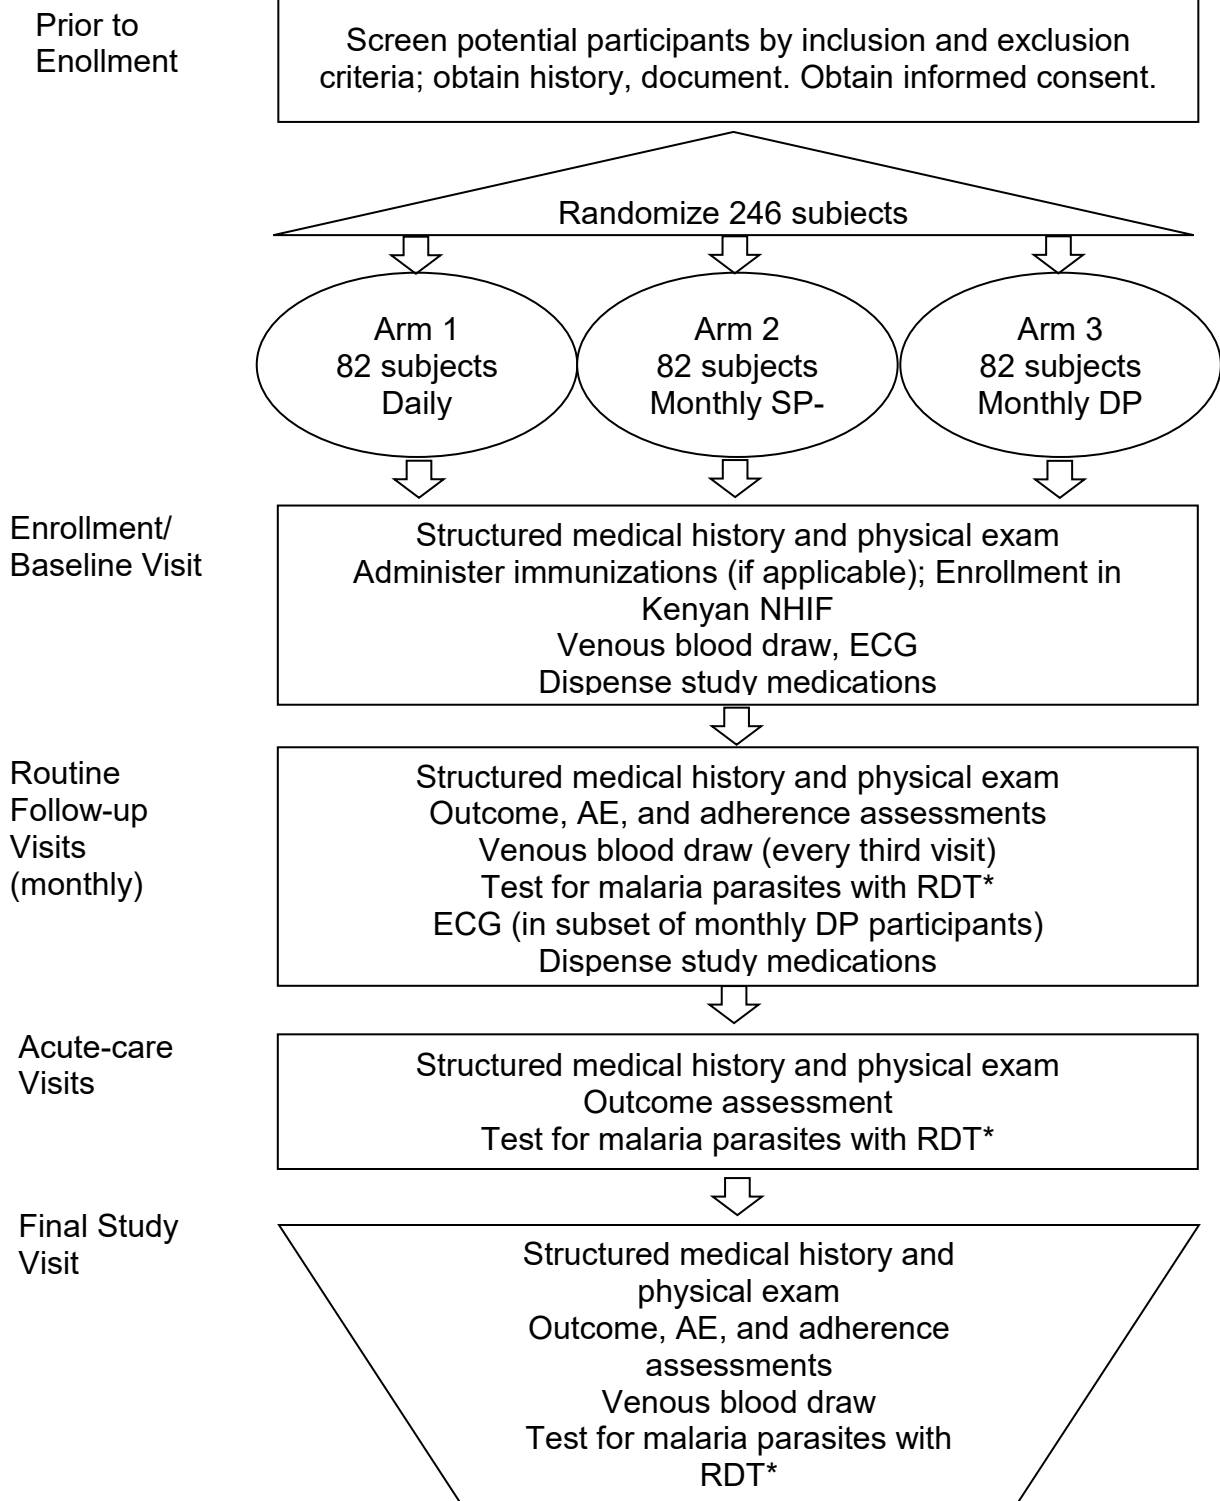 Prior to
Enollment
Screen potential participants by inclusion and exclusion
criteria; obtain history, document. Obtain informed consent.
Randomize 246 subjects
Arm 1
82 subjects
Daily
Arm 2
82 subjects
Monthly SP-
Arm 3
82 subjects
Monthly DP
Enrollment/
Baseline Visit
Structured medical history and physical exam
Administer immunizations (if applicable); Enrollment in
Kenyan NHIF
Venous blood draw, ECG
Dispense study medications
Routine
Follow-up
Visits
(monthly)
Structured medical history and physical exam
Outcome, AE, and adherence assessments
Venous blood draw (every third visit)
Test for malaria parasites with RDT*
ECG (in subset of monthly DP participants)
Dispense study medications
Acute-care
Visits
Structured medical history and physical exam
Outcome assessment
Test for malaria parasites with RDT*
Final Study
Visit
Structured medical history and
physical exam
Outcome, AE, and adherence
assessments
Venous blood draw
Test for malaria parasites with
RDT*